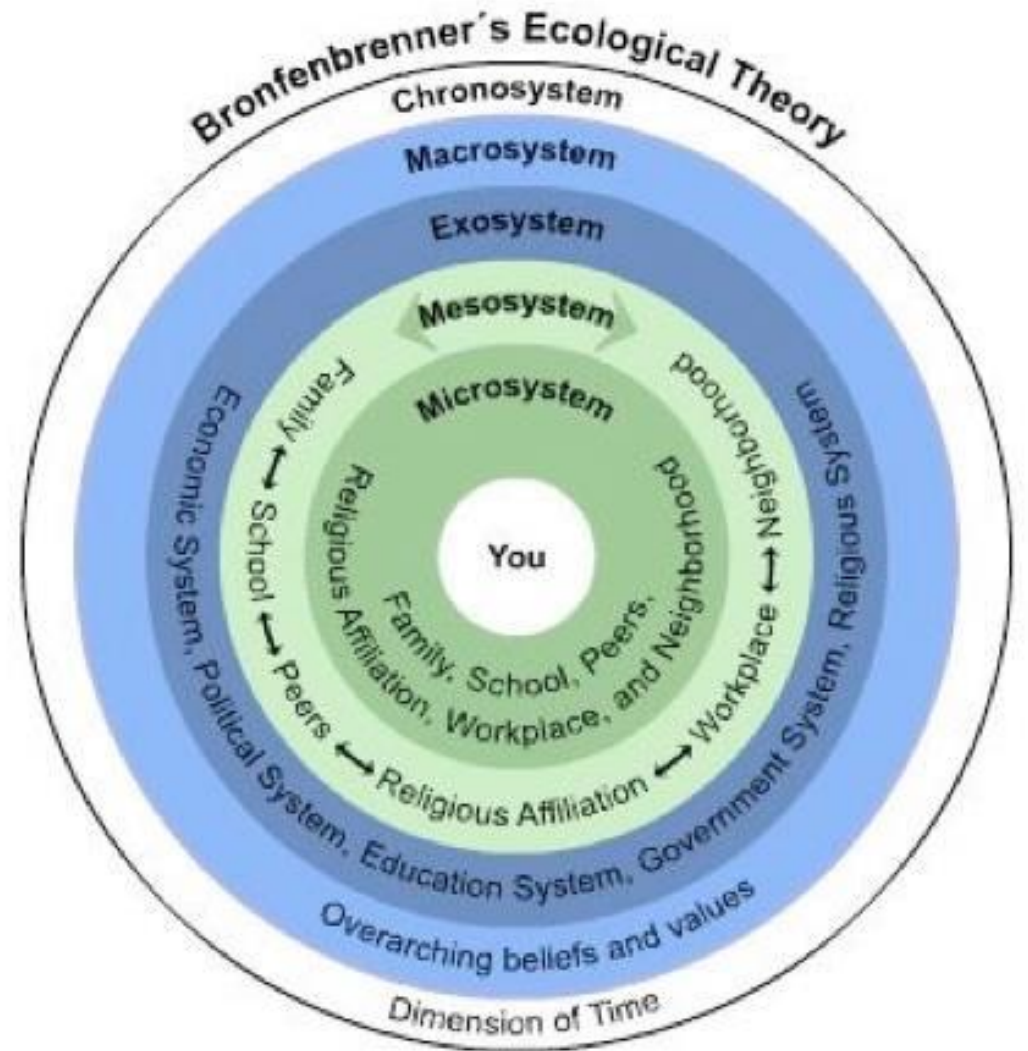 Bronfenbrenner´s Ecological Theory
Chronosystem
Macrosystem
Exosystem
Mesosystem
Microsystem
You
Family, School, Peers,
Religious Affiliation, Workplace, and Neighborhood
Family ↔ School ↔ Peers ↔ Religious Affiliation ↔ Workplace ↔ Neighborhood
Economic System, Political System, Education System, Government System, Religious System
Overarching beliefs and values
Dimension of Time